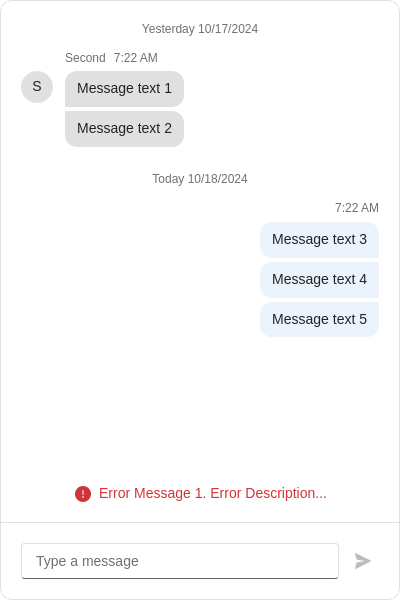 Yesterday 10/17/2024
Second 7:22 AM
S
Message text 1
Message text 2
Today 10/18/2024
7:22 AM
Message text 3
Message text 4
Message text 5
Error Message 1. Error Description...
Type a message